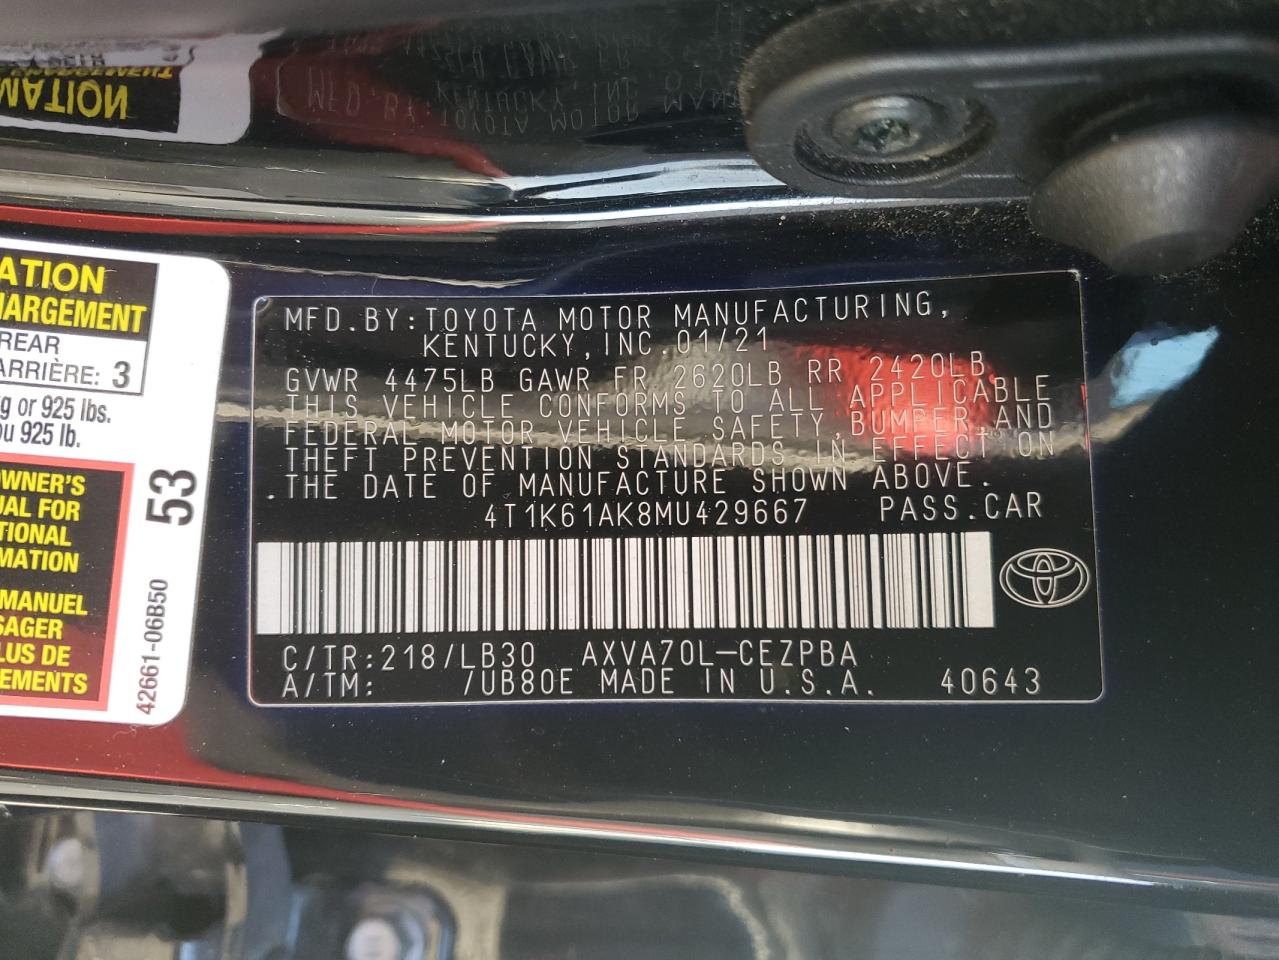 MATION
ATION
HARGEMENT
REAR
ARRIÈRE: 3
kg or 925 lbs.
ou 925 lb.
OWNER'S
UAL FOR
TIONAL
MATION
MANUEL
SAGER
LUS DE
EMENTS
53
42661-06B50
MFD.BY:TOYOTA MOTOR MANUFACTURING,
KENTUCKY,INC.01/21
GVWR 4475LB GAWR FR 2620LB RR 2420LB
THIS VEHICLE CONFORMS TO ALL APPLICABLE
FEDERAL MOTOR VEHICLE SAFETY,BUMPER,AND
THEFT PREVENTION STANDARDS IN EFFECT ON
.THE DATE OF MANUFACTURE SHOWN ABOVE.
4T1K61AK8MU429667 PASS.CAR
C/TR:218/LB30 AXVA70L-CEZPBA
A/TM: /UB80E MADE IN U.S.A. 40643